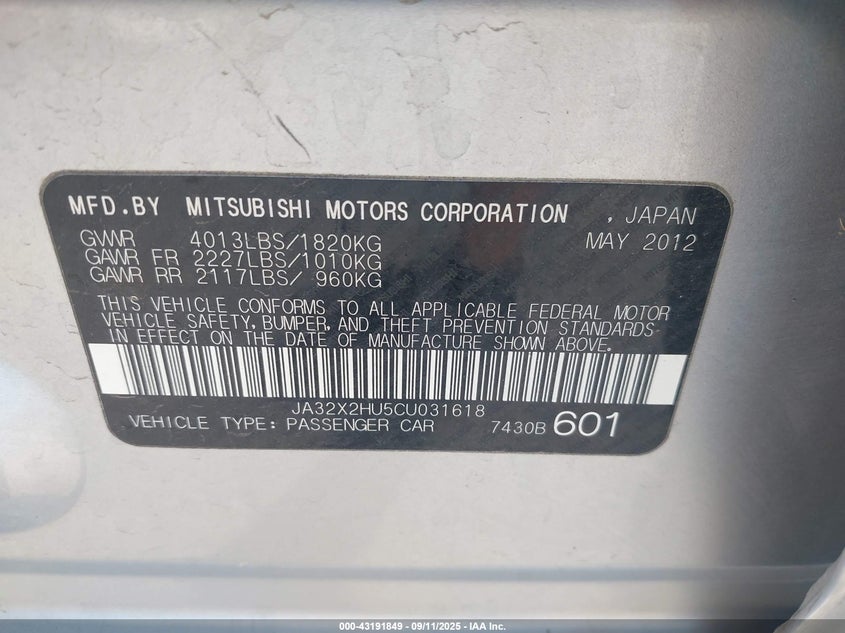 MFD.BY MITSUBISHI MOTORS CORPORATION , JAPAN
GVWR 4013LBS/1820KG MAY 2012
GAWR FR 2227LBS/1010KG
GAWR RR 2117LBS/ 960KG
THIS VEHICLE CONFORMS TO ALL APPLICABLE FEDERAL MOTOR
VEHICLE SAFETY, BUMPER, AND THEFT PREVENTION STANDARDS
IN EFFECT ON THE DATE OF MANUFACTURE SHOWN ABOVE.
JA32X2HU5CU031618
VEHICLE TYPE: PASSENGER CAR 7430B 601
000-43191849 - 09/11/2025 - IAA Inc.